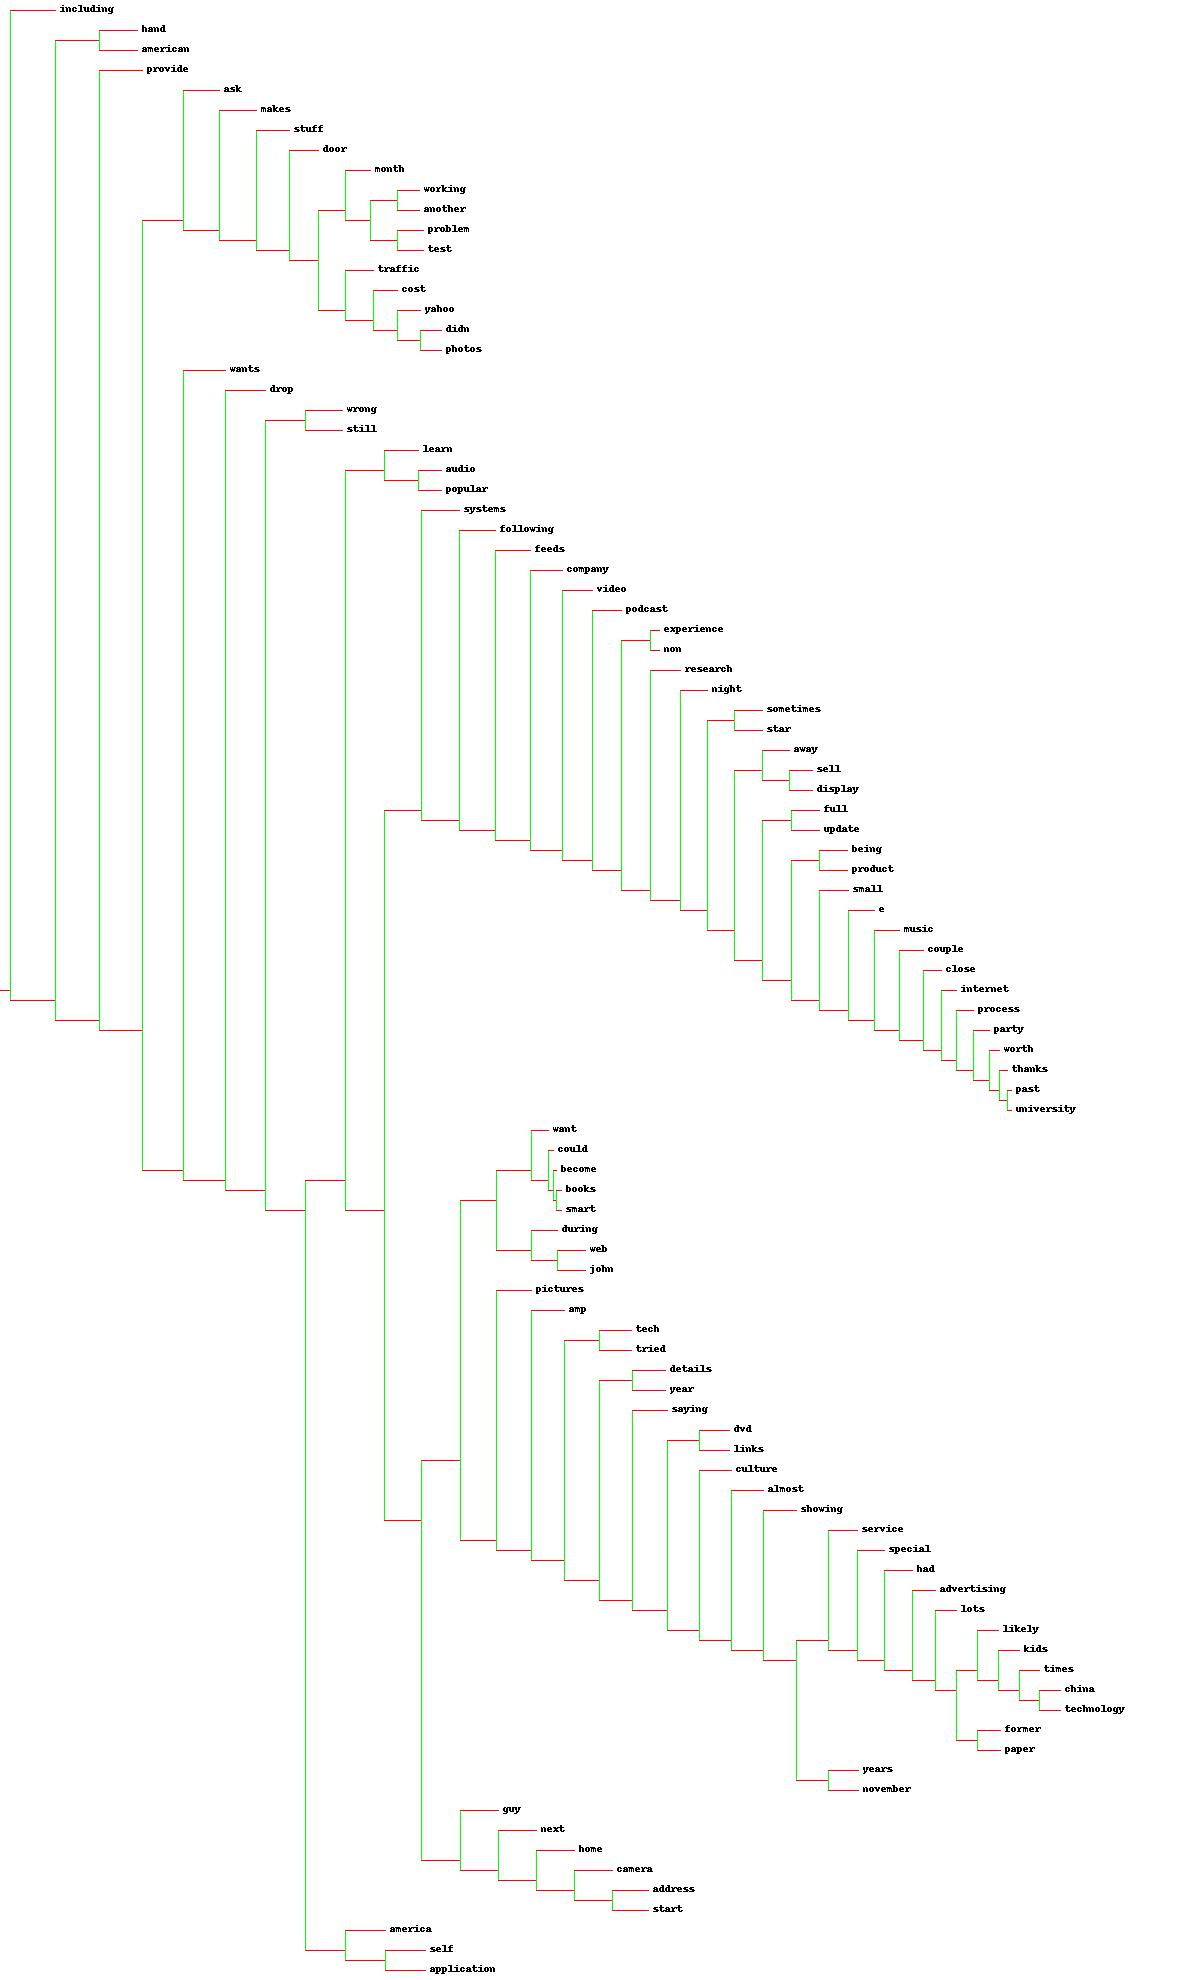 including
hand
american
provide
ask
makes
stuff
door
month
working
another
problem
test
traffic
cost
yahoo
didn
photos
wants
drop
wrong
still
learn
audio
popular
systems
following
feeds
company
video
podcast
experience
non
research
night
sometimes
star
away
sell
display
full
update
being
product
small
e
music
couple
close
internet
process
party
worth
thanks
past
university
want
could
become
books
smart
during
web
john
pictures
amp
tech
tried
details
year
saying
dvd
links
culture
almost
showing
service
special
had
advertising
lots
likely
kids
times
china
technology
former
paper
years
november
guy
next
home
camera
address
start
america
self
application